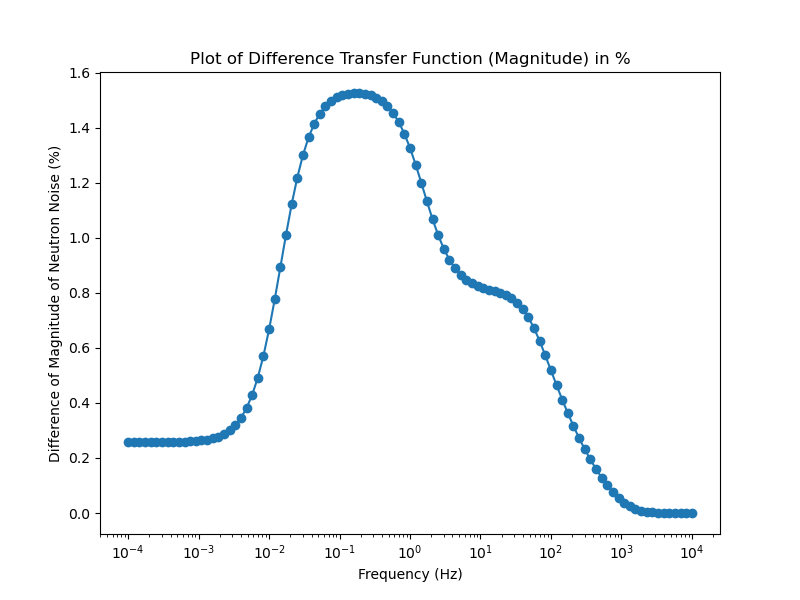 Plot of Difference Transfer Function (Magnitude) in %
Difference of Magnitude of Neutron Noise (%)
1.6
1.4
1.2
1.0
0.8
0.6
0.4
0.2
0.0
10⁻⁴ 10⁻³ 10⁻² 10⁻¹ 10⁰ 10¹ 10² 10³ 10⁴
Frequency (Hz)